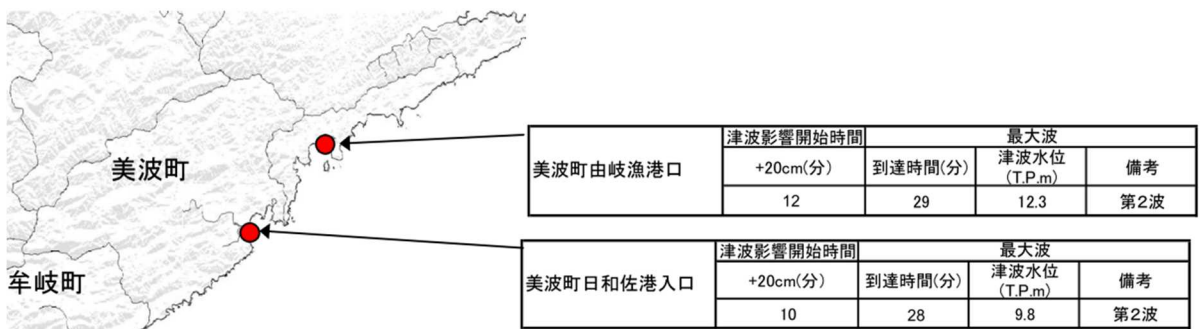 美波町
牟岐町
美波町由岐漁港口
津波影響開始時間 最大波
+20cm(分) 到達時間(分) 津波水位(T.P.m) 備考
12 29 12.3 第2波
美波町日和佐港入口
津波影響開始時間 最大波
+20cm(分) 到達時間(分) 津波水位(T.P.m) 備考
10 28 9.8 第2波